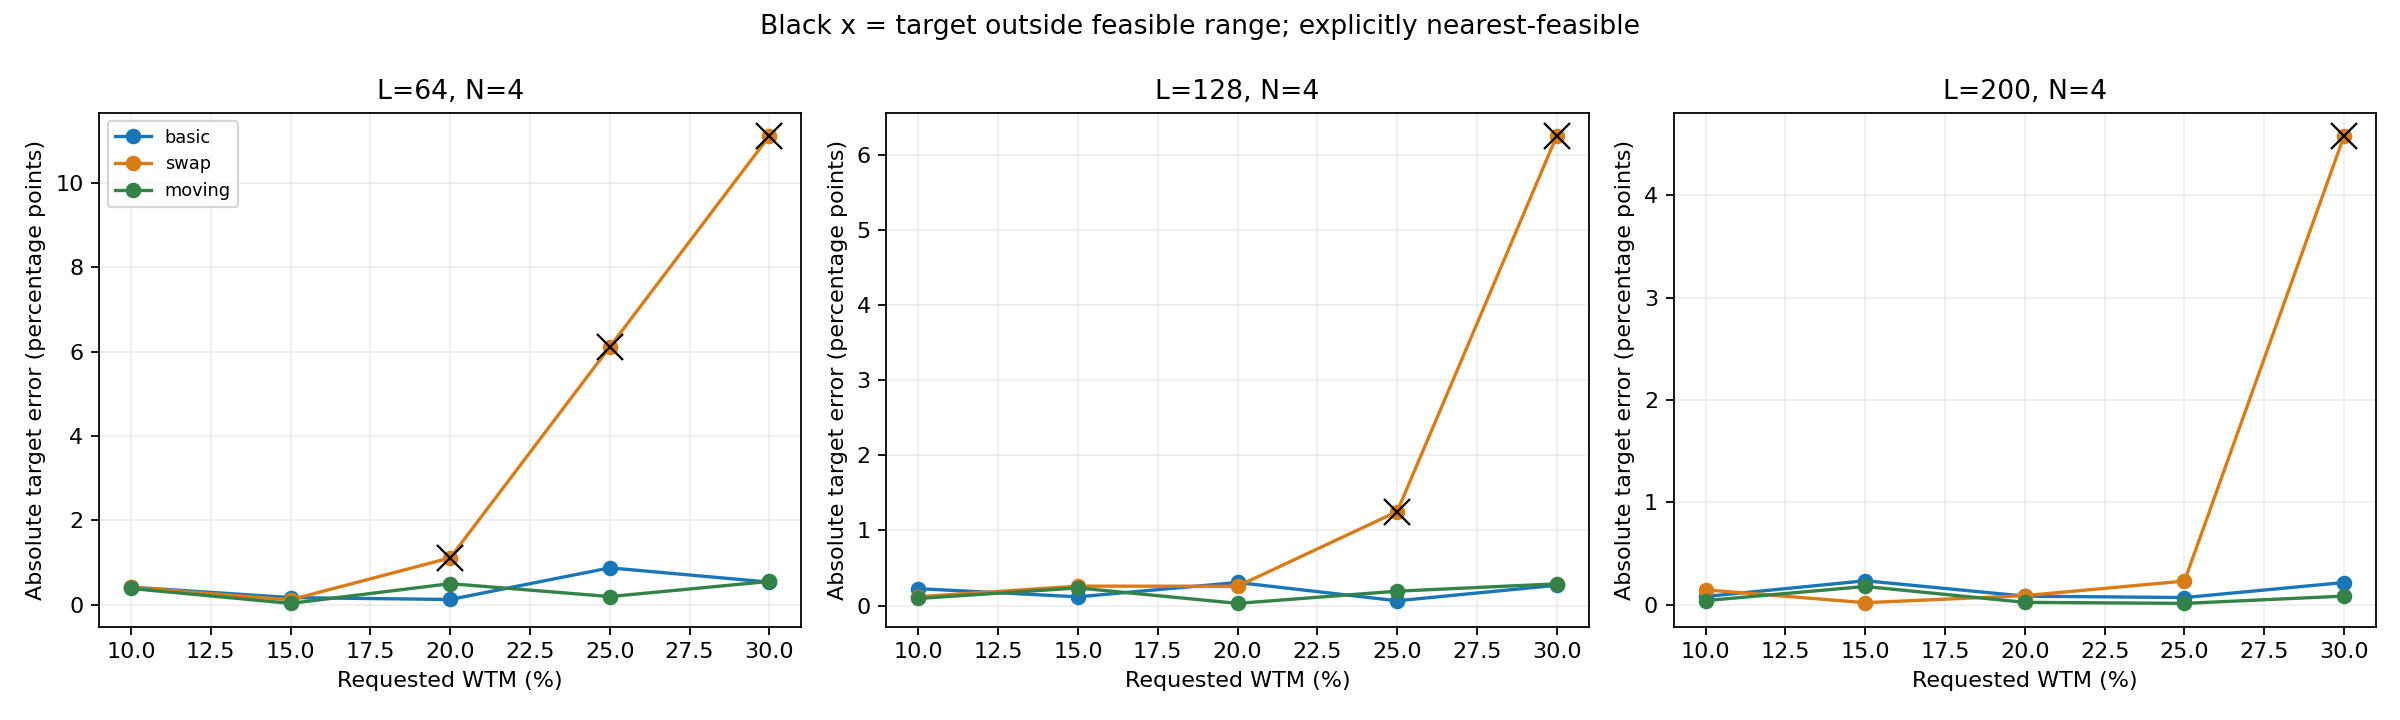 Black x = target outside feasible range; explicitly nearest-feasible
L=64, N=4
Absolute target error (percentage points)
10
8
6
4
2
0
basic
swap
moving
10.0 12.5 15.0 17.5 20.0 22.5 25.0 27.5 30.0
Requested WTM (%)
L=128, N=4
Absolute target error (percentage points)
6
5
4
3
2
1
0
10.0 12.5 15.0 17.5 20.0 22.5 25.0 27.5 30.0
Requested WTM (%)
L=200, N=4
Absolute target error (percentage points)
4
3
2
1
0
10.0 12.5 15.0 17.5 20.0 22.5 25.0 27.5 30.0
Requested WTM (%)